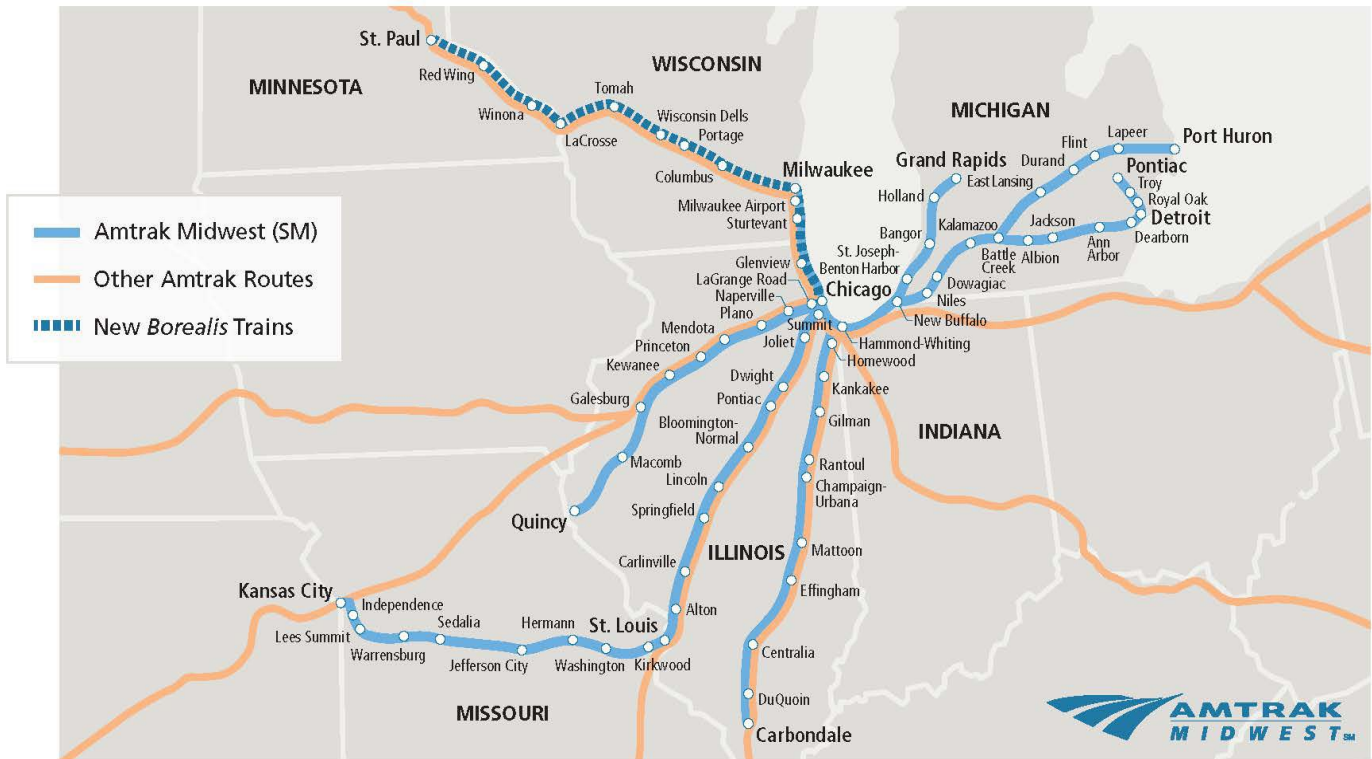 St. Paul
WISCONSIN
Red Wing
MINNESOTA
Tomah
Winona
Wisconsin Dells
MICHIGAN
LaCrosse
Portage
Lapeer
Flint
Port Huron
Durand
Grand Rapids
Pontiac
Milwaukee
East Lansing
Columbus
Troy
Holland
Royal Oak
Milwaukee Airport
Detroit
Sturtevant
Kalamazoo
Jackson
Dearborn
Bangor
Ann
Arbor
Battle
Creek
Albion
St. Joseph-
Benton Harbor
Glenview
Dowagiac
LaGrange Road
Chicago
Niles
Naperville
Plano
New Buffalo
Summit
Mendota
Joliet
Hammond-Whiting
Princeton
Homewood
Kewanee
Dwight
Kankakee
Galesburg
Pontiac
Bloomington-
Normal
Gilman
INDIANA
Macomb
Rantoul
Lincoln
Champaign-
Urbana
Springfield
Quincy
ILLINOIS
Mattoon
Carlinville
Effingham
Kansas City
Independence
Alton
Lees Summit
Sedalia
Hermann
St. Louis
Warrensburg
Jefferson City
Washington
Kirkwood
Centralia
DuQuoin
MISSOURI
Carbondale
Amtrak Midwest (SM)
Other Amtrak Routes
New Borealis Trains
AMTRAK
MIDWEST SM